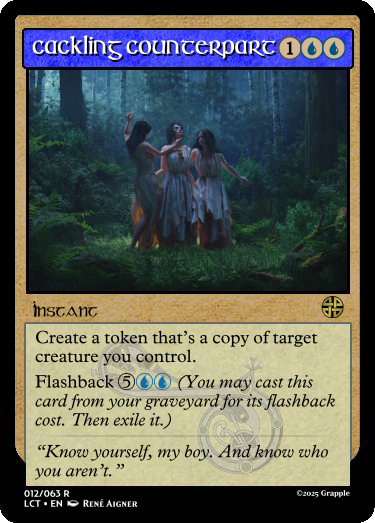 cackling counterpart 1
Instant
Create a token that's a copy of target
creature you control.
Flashback 5 (You may cast this
card from your graveyard for its flashback
cost. Then exile it.)
“Know yourself, my boy. And know who
you aren't.”
012/063 R
LCT • EN René Aigner
©2025 Grapple